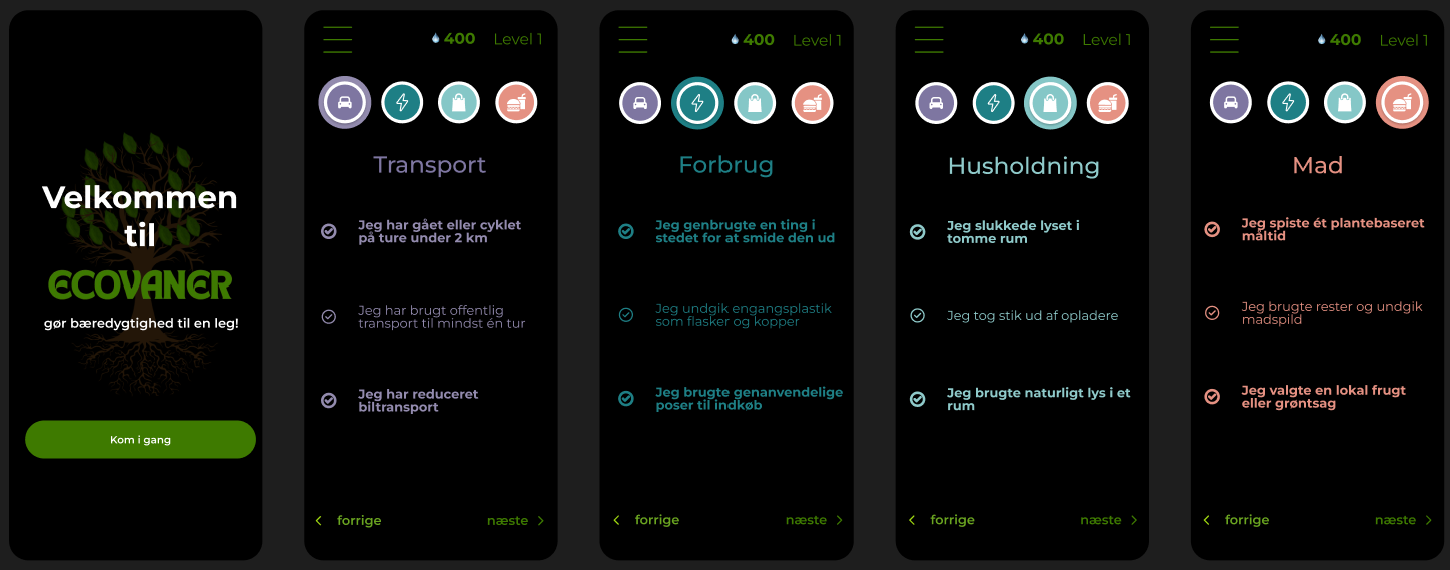 Velkommen
til
ECOVANER
gør bæredygtighed til en leg!
Kom i gang
400 Level 1
Transport
Jeg har gået eller cyklet
på ture under 2 km
Jeg har brugt offentlig
transport til mindst én tur
Jeg har reduceret
biltransport
forrige næste
400 Level 1
Forbrug
Jeg genbrugte en ting i
stedet for at smide den ud
Jeg undgik engangsplastik
som flasker og kopper
Jeg brugte genanvendelige
poser til indkøb
forrige næste
400 Level 1
Husholdning
Jeg slukkede lyset i
tomme rum
Jeg tog stik ud af opladere
Jeg brugte naturligt lys i et
rum
forrige næste
400 Level 1
Mad
Jeg spiste ét plantebaseret
måltid
Jeg brugte rester og undgik
madspild
Jeg valgte en lokal frugt
eller grøntsag
forrige næste